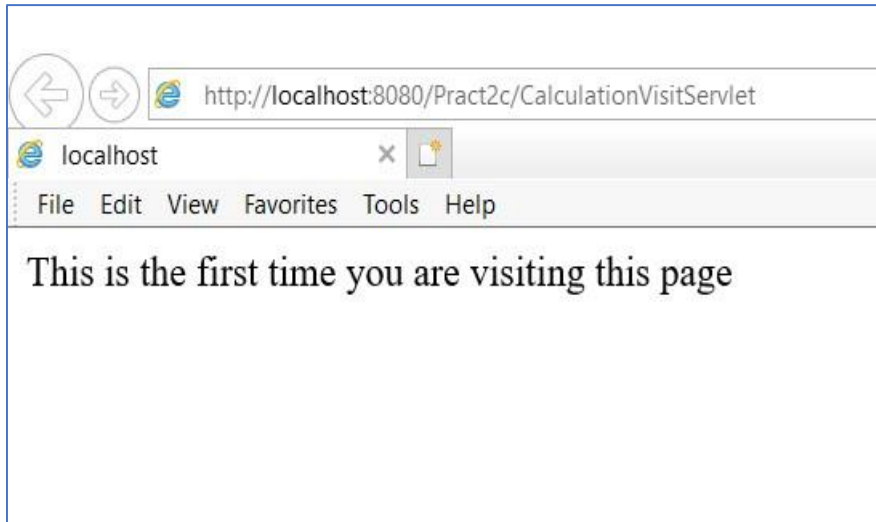 http://localhost:8080/Pract2c/CalculationVisitServlet
localhost
File Edit View Favorites Tools Help
This is the first time you are visiting this page